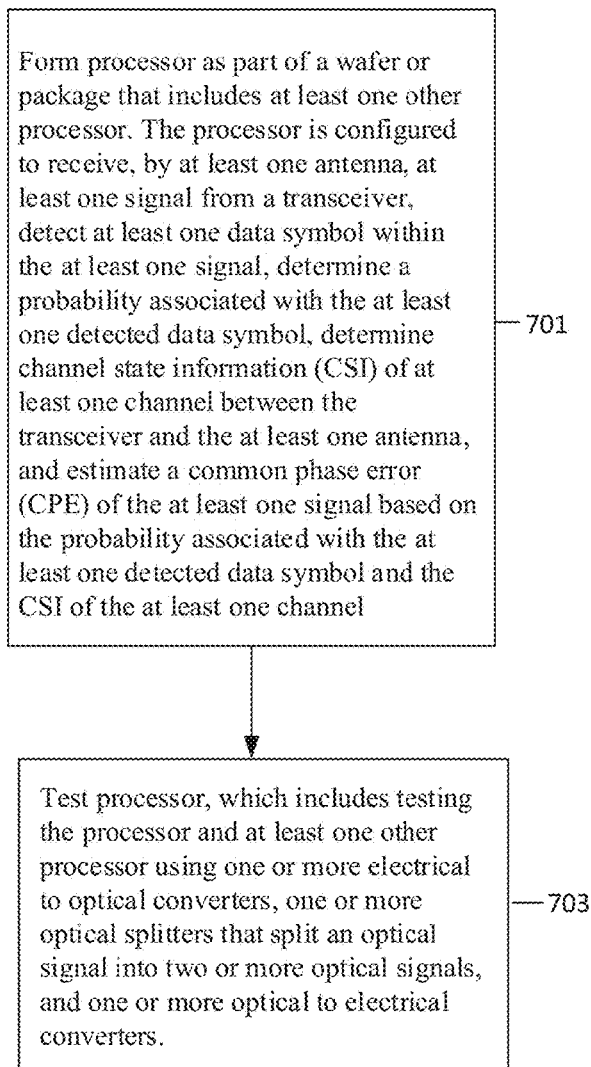 Form processor as part of a wafer or
package that includes at least one other
processor. The processor is configured
to receive, by at least one antenna, at
least one signal from a transceiver,
detect at least one data symbol within
the at least one signal, determine a
probability associated with the at least
one detected data symbol, determine
channel state information (CSI) of at
least one channel between the
transceiver and the at least one antenna,
and estimate a common phase error
(CPE) of the at least one signal based on
the probability associated with the at
least one detected data symbol and the
CSI of the at least one channel
701
Test processor, which includes testing
the processor and at least one other
processor using one or more electrical
to optical converters, one or more
optical splitters that split an optical
signal into two or more optical signals,
and one or more optical to electrical
converters.
703